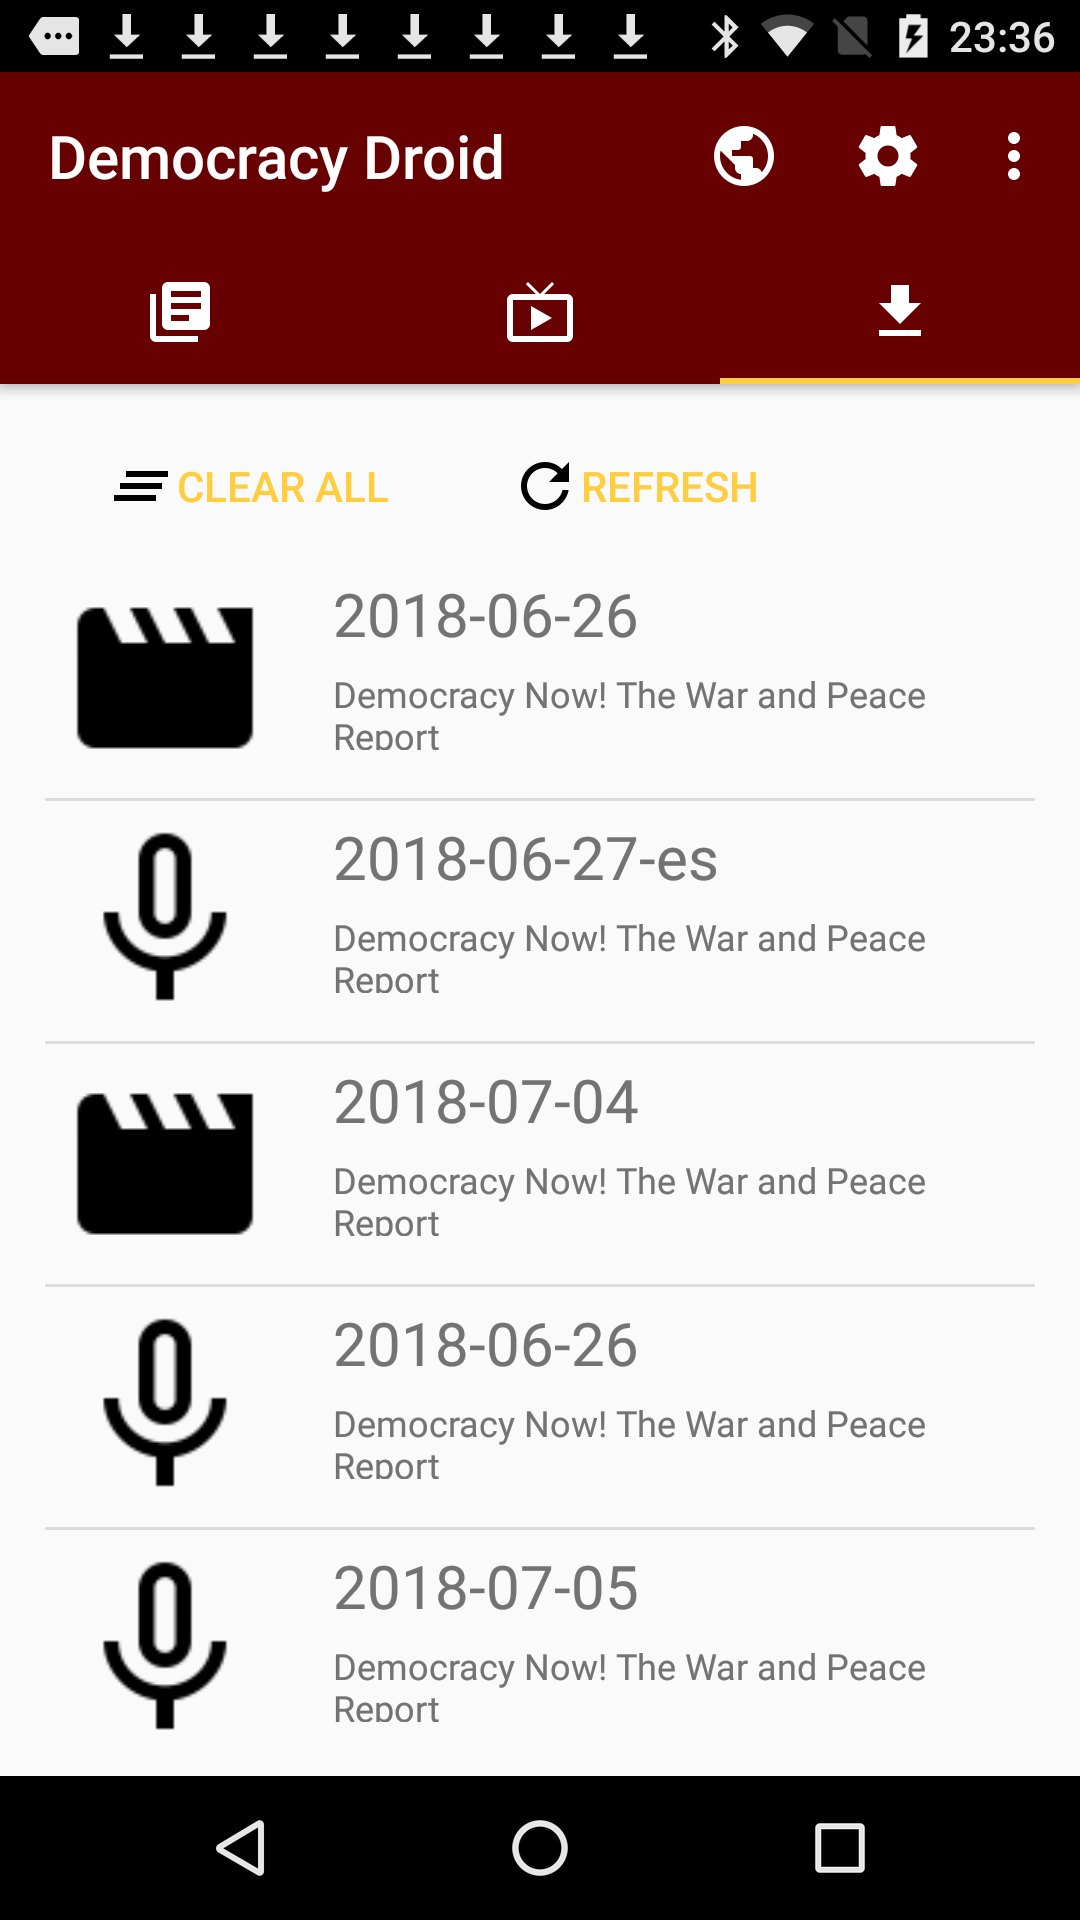 23:36
Democracy Droid
CLEAR ALL
REFRESH
2018-06-26
Democracy Now! The War and Peace
Report
2018-06-27-es
Democracy Now! The War and Peace
Report
2018-07-04
Democracy Now! The War and Peace
Report
2018-06-26
Democracy Now! The War and Peace
Report
2018-07-05
Democracy Now! The War and Peace
Report